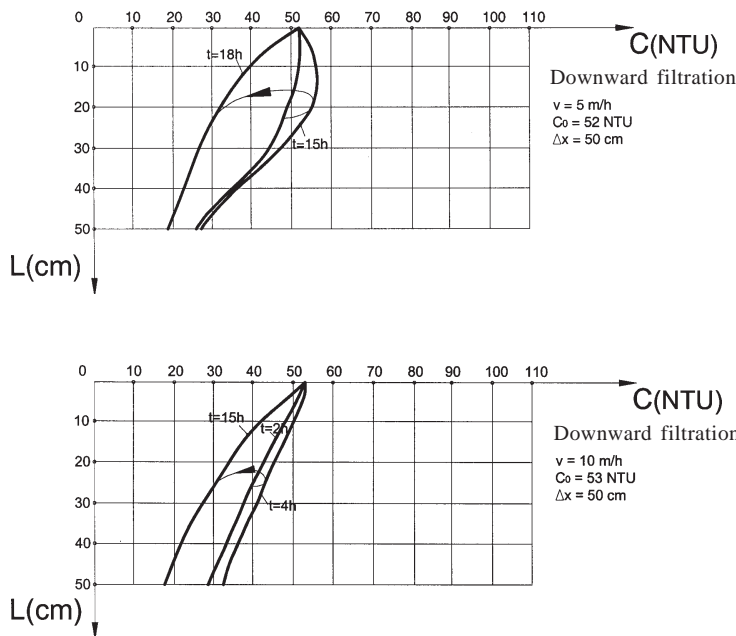 0 10 20 30 40 50 60 70 80 90 100 110
C(NTU)
t=18h
10
Downward filtration
v = 5 m/h
20
C₀ = 52 NTU
t=15h
30
Δx = 50 cm
40
50
L(cm)
0 10 20 30 40 50 60 70 80 90 100 110
C(NTU)
t=15h
10
t=2h
Downward filtration
20
v = 10 m/h
C₀ = 53 NTU
30
t=4h
Δx = 50 cm
40
50
L(cm)